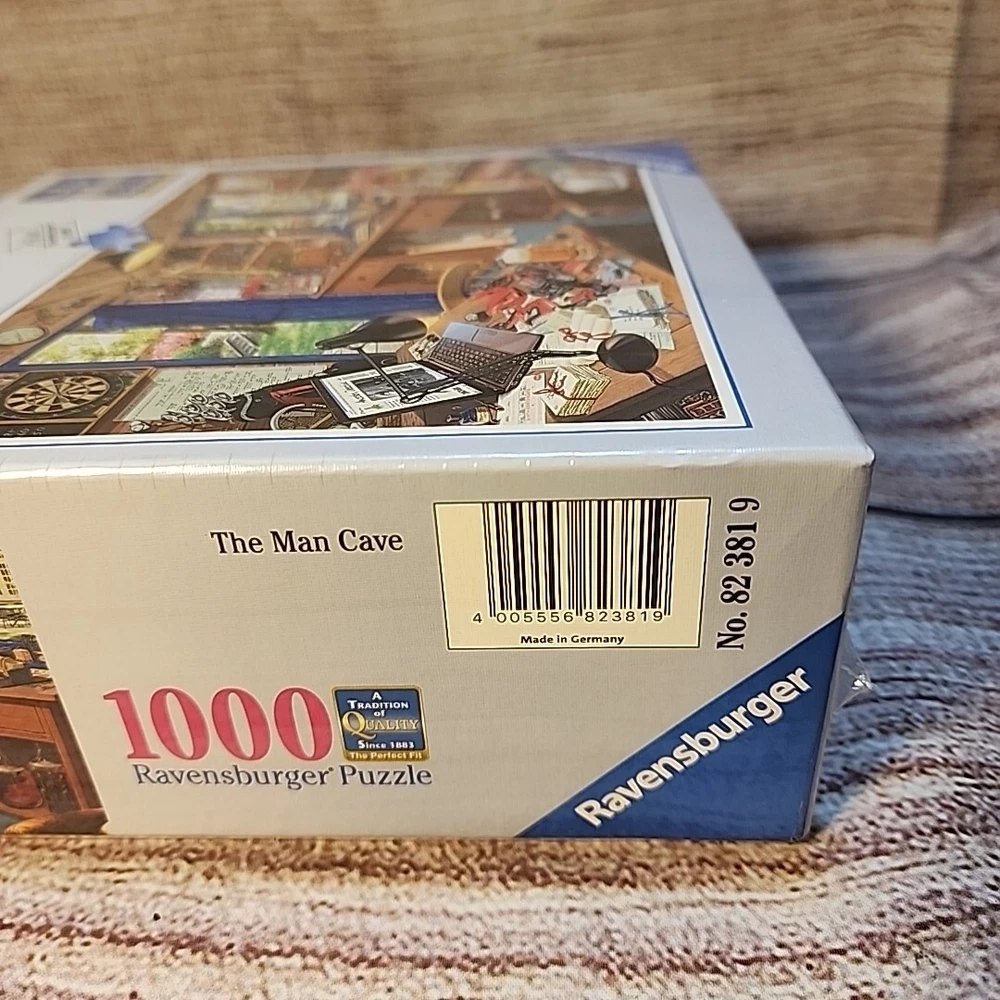 The Man Cave
4 005556 823819
Made in Germany
No. 82 381 9
1000
A
TRADITION
of
QUALITY
Since 1883
The Perfect Fit
Ravensburger® Puzzle
Ravensburger